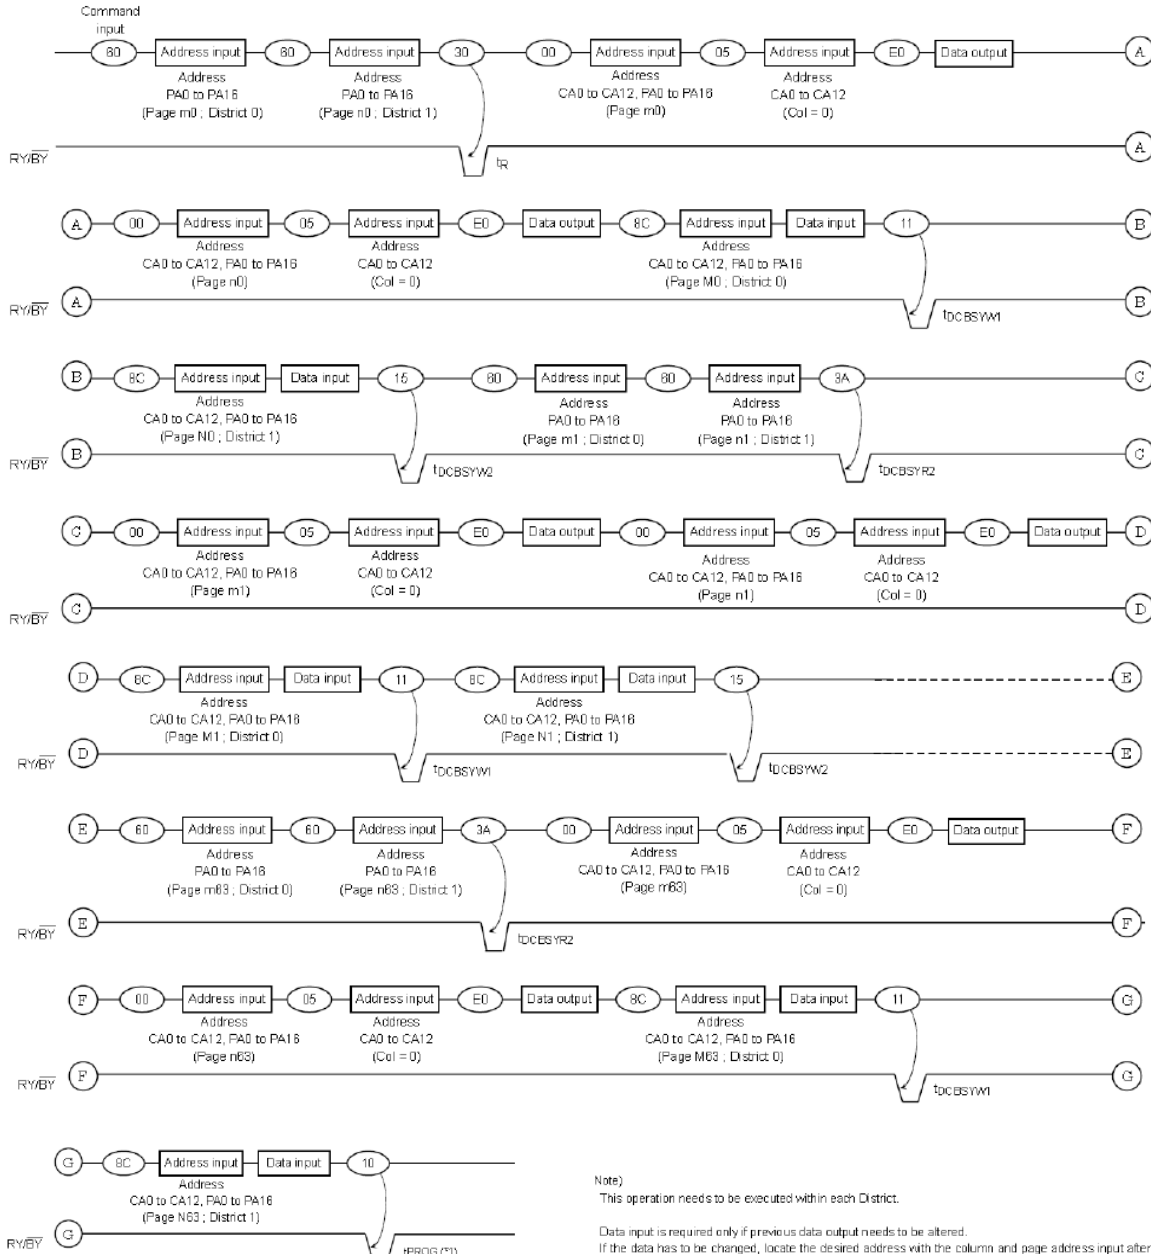 Command
input
60 Address input 60 Address input 30 00 Address input 05 Address input E0 Data output A
Address Address Address Address
PA0 to PA16 PA0 to PA16 CA0 to CA12, PA0 to PA16 CA0 to CA12
(Page m0 ; District 0) (Page n0 ; District 1) (Page m0) (Col = 0)
RY/BY tR A
A 00 Address input 05 Address input E0 Data output 8C Address input Data input 11 B
Address Address Address
CA0 to CA12, PA0 to PA16 CA0 to CA12 CA0 to CA12, PA0 to PA16
(Page n0) (Col = 0) (Page M0 ; District 0)
RY/BY A tDCBSYW1 B
B 8C Address input Data input 15 60 Address input 60 Address input 3A C
Address Address Address
CA0 to CA12, PA0 to PA16 PA0 to PA16 PA0 to PA16
(Page N0 ; District 1) (Page m1 ; District 0) (Page n1 ; District 1)
RY/BY B tDCBSYW2 tDCBSYR2 C
C 00 Address input 05 Address input E0 Data output 00 Address input 05 Address input E0 Data output D
Address Address Address Address
CA0 to CA12, PA0 to PA16 CA0 to CA12 CA0 to CA12, PA0 to PA16 CA0 to CA12
(Page m1) (Col = 0) (Page n1) (Col = 0)
RY/BY C D
D 8C Address input Data input 11 8C Address input Data input 15 E
Address Address
CA0 to CA12, PA0 to PA16 CA0 to CA12, PA0 to PA16
(Page M1 ; District 0) (Page N1 ; District 1)
RY/BY D tDCBSYW1 tDCBSYW2 E
E 60 Address input 60 Address input 3A 00 Address input 05 Address input E0 Data output F
Address Address Address Address
PA0 to PA16 PA0 to PA16 CA0 to CA12, PA0 to PA16 CA0 to CA12
(Page m63 ; District 0) (Page n63 ; District 1) (Page m63) (Col = 0)
RY/BY E tDCBSYR2 F
F 00 Address input 05 Address input E0 Data output 8C Address input Data input 11 G
Address Address Address
CA0 to CA12, PA0 to PA16 CA0 to CA12 CA0 to CA12, PA0 to PA16
(Page n63) (Col = 0) (Page M63 ; District 0)
RY/BY F tDCBSYW1 G
G 8C Address input Data input 10
Address
CA0 to CA12, PA0 to PA16
(Page N63 ; District 1)
RY/BY G tPROG (*1)
Note)
This operation needs to be executed within each District.
Data input is required only if previous data output needs to be altered.
If the data has to be changed, locate the desired address with the column and page address input after